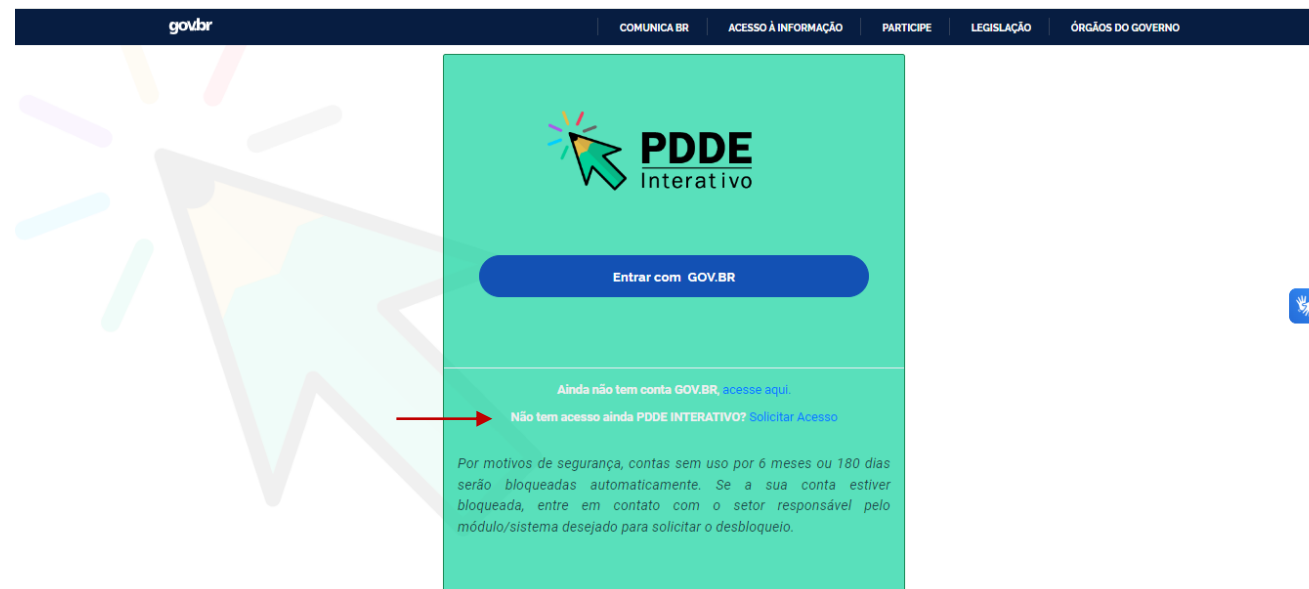 gov.br
COMUNICA BR
ACESSO À INFORMAÇÃO
PARTICIPE
LEGISLAÇÃO
ÓRGÃOS DO GOVERNO
PDDE
Interativo
Entrar com GOV.BR
Ainda não tem conta GOV.BR, acesse aqui.
Não tem acesso ainda PDDE INTERATIVO? Solicitar Acesso
Por motivos de segurança, contas sem uso por 6 meses ou 180 dias
serão bloqueadas automaticamente. Se a sua conta estiver
bloqueada, entre em contato com o setor responsável pelo
módulo/sistema desejado para solicitar o desbloqueio.